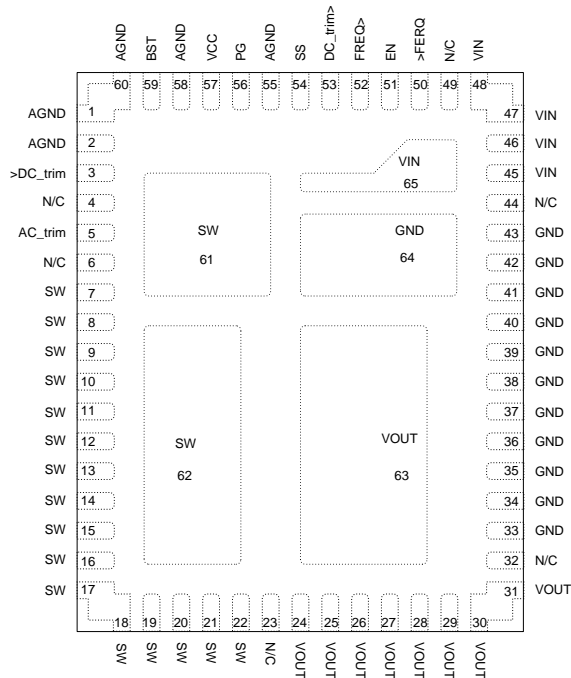 AGND BST AGND VCC PG AGND SS DC_trim> FREQ> EN >FERQ N/C VIN
60 59 58 57 56 55 54 53 52 51 50 49 48
AGND 1 47 VIN
AGND 2 46 VIN
>DC_trim 3 45 VIN
N/C 4 44 N/C
AC_trim 5 43 GND
N/C 6 42 GND
SW 7 41 GND
SW 8 40 GND
SW 9 39 GND
SW 10 38 GND
SW 11 37 GND
SW 12 36 GND
SW 13 35 GND
SW 14 34 GND
SW 15 33 GND
SW 16 32 N/C
SW 17 31 VOUT
VIN
65
SW
61
GND
64
SW
62
VOUT
63
18 19 20 21 22 23 24 25 26 27 28 29 30
SW SW SW SW SW N/C VOUT VOUT VOUT VOUT VOUT VOUT VOUT